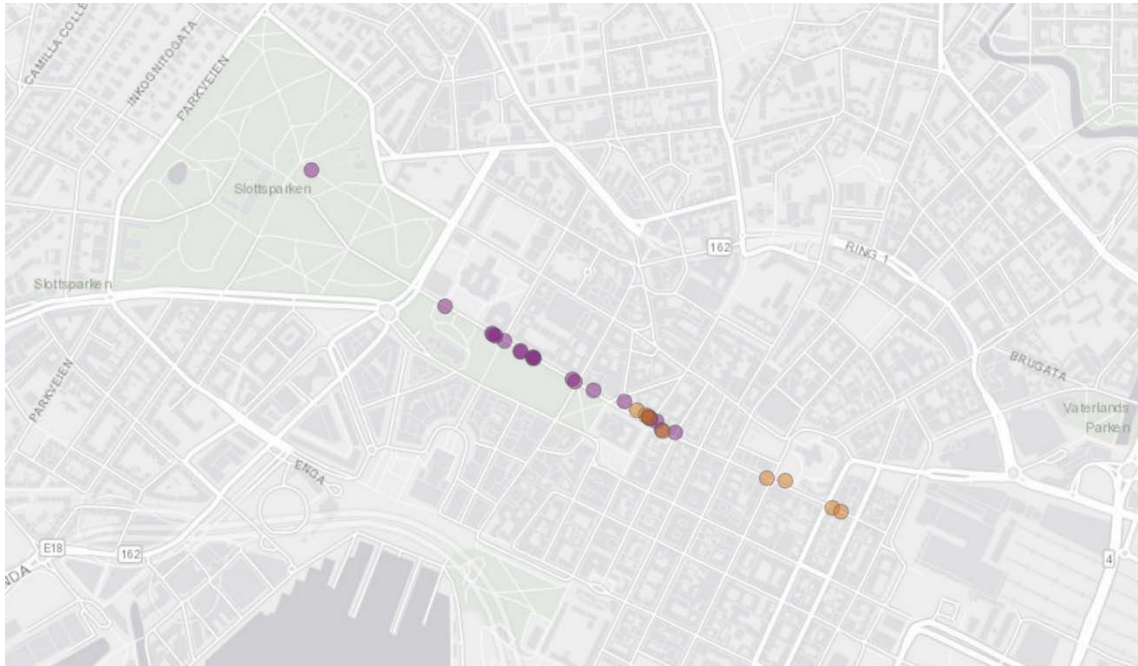 CAMILLA COLLE
INKOGNITOGATA
PARKVEIEN
Slottsparken
162
RING 1
Slottsparken
PARKVEIEN
BRUGATA
Vaterlands
Parken
ENGA
E18
162
4
NDA